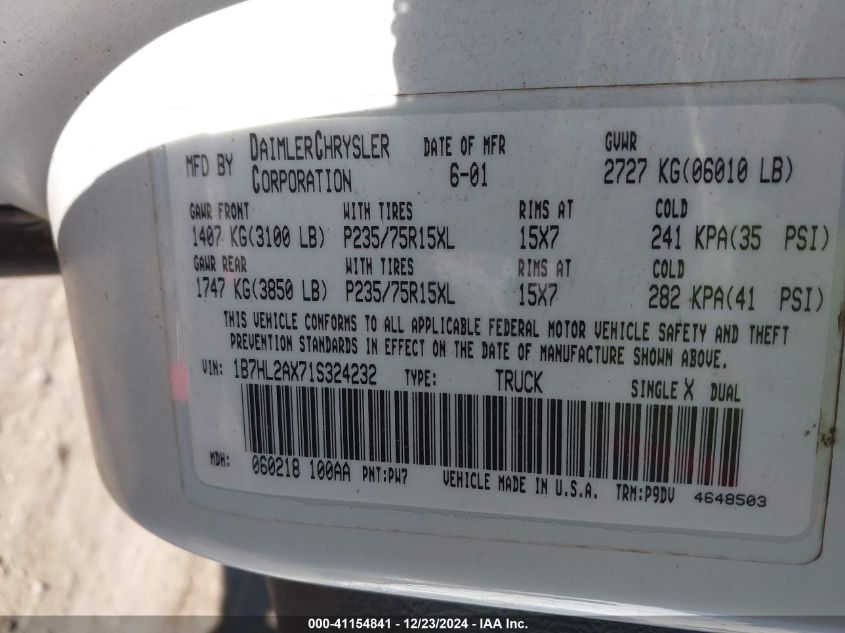 MFD BY DAIMLERCHRYSLER CORPORATION DATE OF MFR 6-01 GVWR 2727 KG(06010 LB)
GAWR FRONT WITH TIRES RIMS AT COLD
1407 KG(3100 LB) P235/75R15XL 15X7 241 KPA(35 PSI)
GAWR REAR WITH TIRES RIMS AT COLD
1747 KG(3850 LB) P235/75R15XL 15X7 282 KPA(41 PSI)
THIS VEHICLE CONFORMS TO ALL APPLICABLE FEDERAL MOTOR VEHICLE SAFETY AND THEFT
PREVENTION STANDARDS IN EFFECT ON THE DATE OF MANUFACTURE SHOWN ABOVE.
VIN: 1B7HL2AX71S324232 TYPE: TRUCK SINGLE X DUAL
MDH: 060218 100AA PNT:PW7 VEHICLE MADE IN U.S.A. TRM:P9DV 4648503
000-41154841 - 12/23/2024 - IAA Inc.